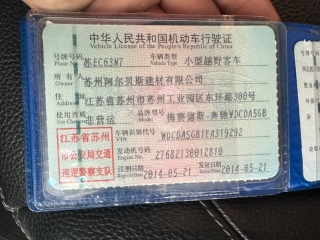 中华人民共和国机动车行驶证
Vehicle License of the People's Republic of China
号牌号码 Plate No. 苏EC63N7 车辆类型 Vehicle Type 小型越野客车
所有人 Owner 苏州阿尔贝斯建材有限公司
住址 Address 江苏省苏州市苏州工业园区东环路300号
使用性质 Use Character 非营运 品牌型号 Model 梅赛德斯-奔驰WDCDA5GB
江苏省苏州
市公安局交通
巡逻警察支队
车辆识别代号 VIN WDCDA5GB1EA319292
发动机号码 Engine No. 27682130012810
注册日期 Register Date 2014-05-21 发证日期 Issue Date 2014-05-21